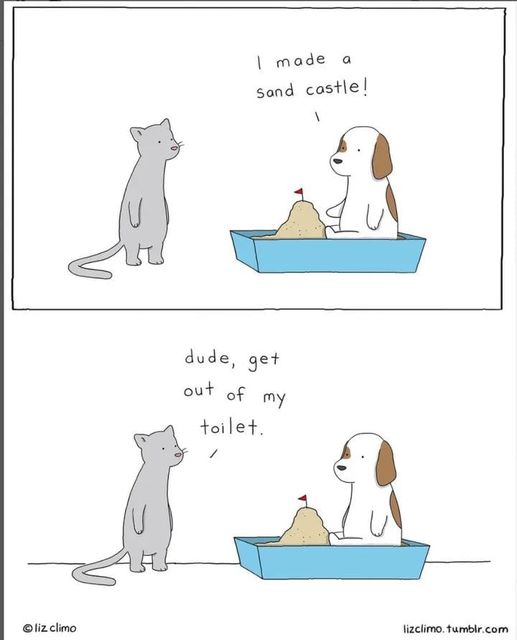 I made a
sand castle!
dude, get
out of my
toilet.
© liz climo
lizclimo.tumblr.com